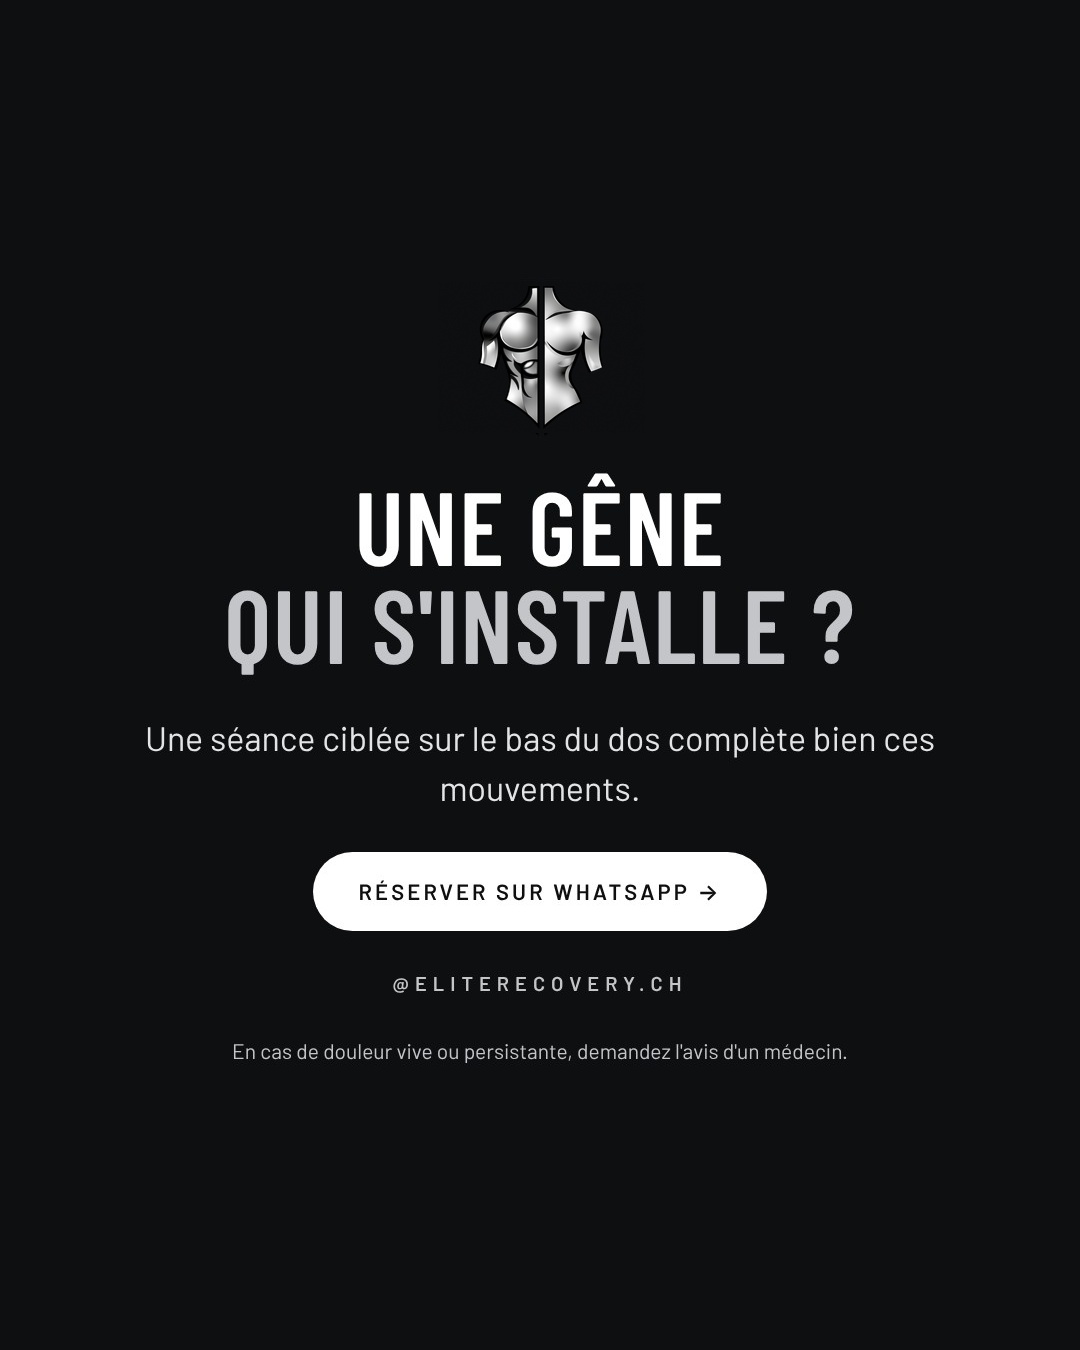 UNE GÊNE
QUI S'INSTALLE ?
Une séance ciblée sur le bas du dos complète bien ces
mouvements.
RÉSERVER SUR WHATSAPP →
@ELITERECOVERY.CH
En cas de douleur vive ou persistante, demandez l'avis d'un médecin.